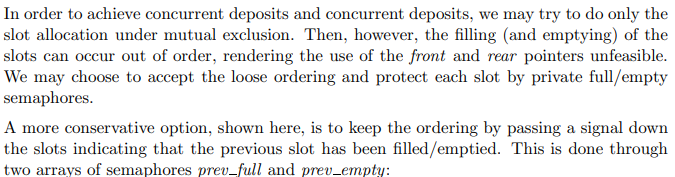 In order to achieve concurrent deposits and concurrent deposits, we may try to do only the
slot allocation under mutual exclusion. Then, however, the filling (and emptying) of the
slots can occur out of order, rendering the use of the front and rear pointers unfeasible.
We may choose to accept the loose ordering and protect each slot by private full/empty
semaphores.
A more conservative option, shown here, is to keep the ordering by passing a signal down
the slots indicating that the previous slot has been filled/emptied. This is done through
two arrays of semaphores prev_full and prev_empty: